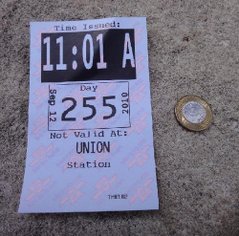 Time Issued:
11:01 A
Day
Sep 12 255 2010
Not Valid At:
UNION
Station